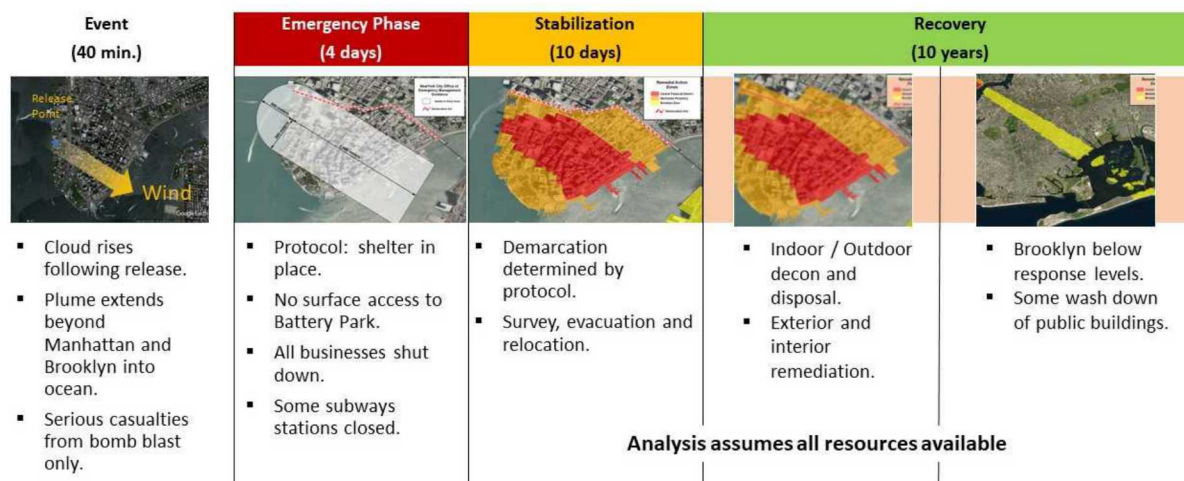 Event
(40 min.)
Emergency Phase
(4 days)
Stabilization
(10 days)
Recovery
(10 years)
Release
Point
Wind
▪ Cloud rises
following release.
▪ Plume extends
beyond
Manhattan and
Brooklyn into
ocean.
▪ Serious casualties
from bomb blast
only.
▪ Protocol: shelter in
place.
▪ No surface access to
Battery Park.
▪ All businesses shut
down.
▪ Some subways
stations closed.
▪ Demarcation
determined by
protocol.
▪ Survey, evacuation and
relocation.
▪ Indoor / Outdoor
decon and
disposal.
▪ Exterior and
interior
remediation.
▪ Brooklyn below
response levels.
▪ Some wash down
of public buildings.
Analysis assumes all resources available